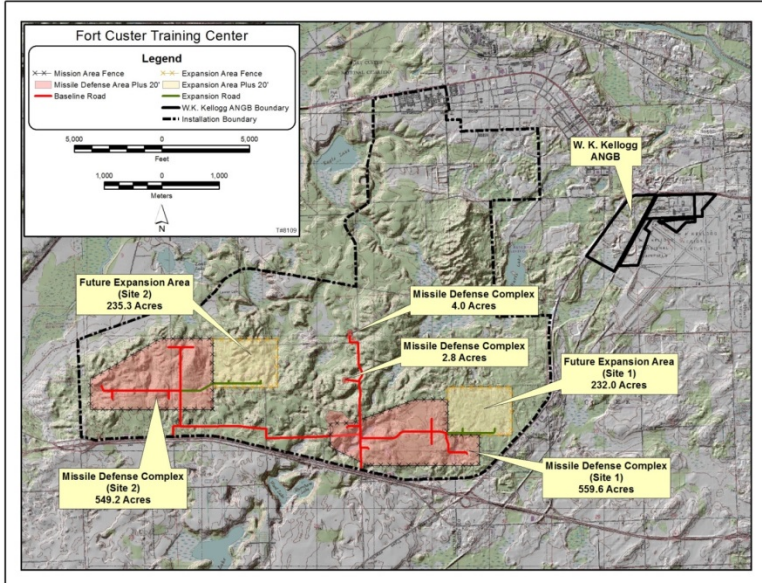 Fort Custer Training Center
Legend
Mission Area Fence
Expansion Area Fence
Missile Defense Area Plus 20'
Expansion Area Plus 20'
Baseline Road
Expansion Road
W.K. Kellogg ANGB Boundary
Installation Boundary
5,000 0 5,000
Feet
1,000 0 1,000
Meters
N
T#8109
W. K. Kellogg
ANGB
Future Expansion Area
(Site 2)
235.3 Acres
Missile Defense Complex
4.0 Acres
Missile Defense Complex
2.8 Acres
Future Expansion Area
(Site 1)
232.0 Acres
Missile Defense Complex
(Site 2)
549.2 Acres
Missile Defense Complex
(Site 1)
559.6 Acres